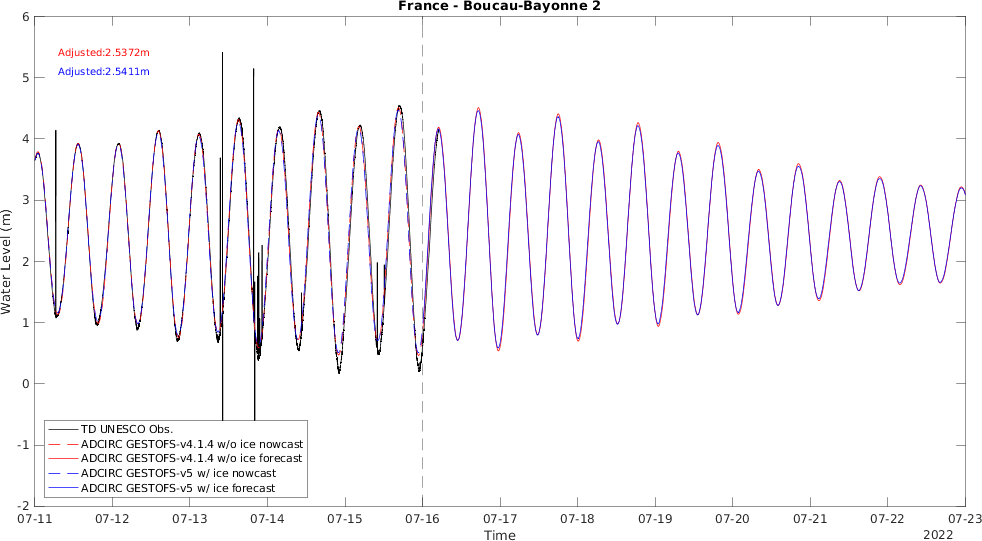 France - Boucau-Bayonne 2
Adjusted:2.5372m
Adjusted:2.5411m
6
5
4
3
2
1
0
-1
-2
Water Level (m)
TD UNESCO Obs.
ADCIRC GESTOFS-v4.1.4 w/o ice nowcast
ADCIRC GESTOFS-v4.1.4 w/o ice forecast
ADCIRC GESTOFS-v5 w/ ice nowcast
ADCIRC GESTOFS-v5 w/ ice forecast
07-11 07-12 07-13 07-14 07-15 07-16 07-17 07-18 07-19 07-20 07-21 07-22 07-23
Time
2022